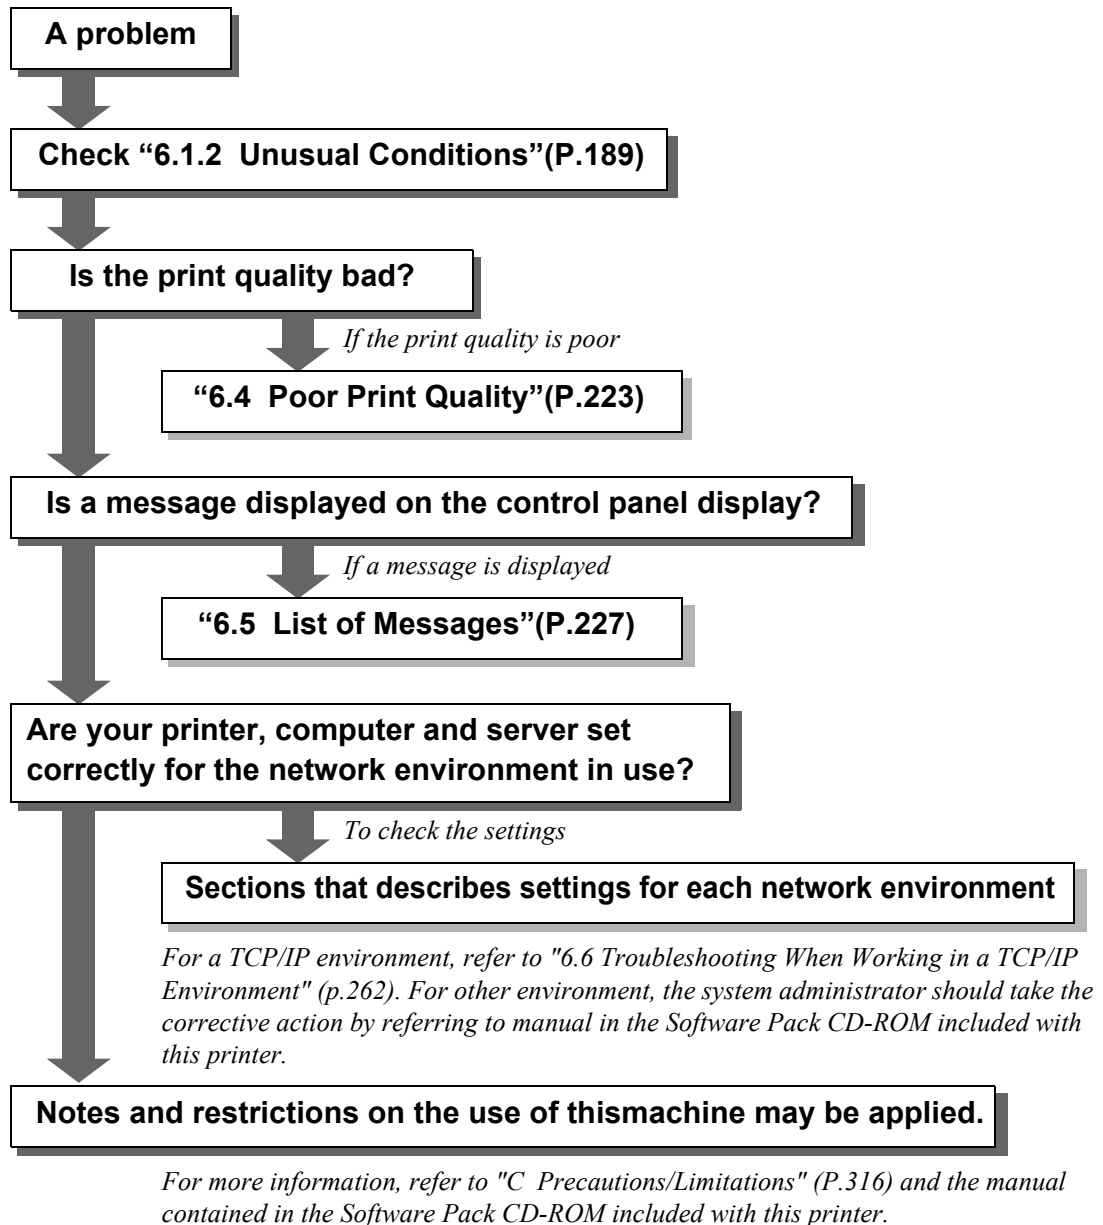 A problem
Check “6.1.2  Unusual Conditions”(P.189)
Is the print quality bad?
If the print quality is poor
“6.4  Poor Print Quality”(P.223)
Is a message displayed on the control panel display?
If a message is displayed
“6.5  List of Messages”(P.227)
Are your printer, computer and server set
correctly for the network environment in use?
To check the settings
Sections that describes settings for each network environment
For a TCP/IP environment, refer to "6.6 Troubleshooting When Working in a TCP/IP
Environment" (p.262). For other environment, the system administrator should take the
corrective action by referring to manual in the Software Pack CD-ROM included with
this printer.
Notes and restrictions on the use of thismachine may be applied.
For more information, refer to "C  Precautions/Limitations" (P.316) and the manual
contained in the Software Pack CD-ROM included with this printer.